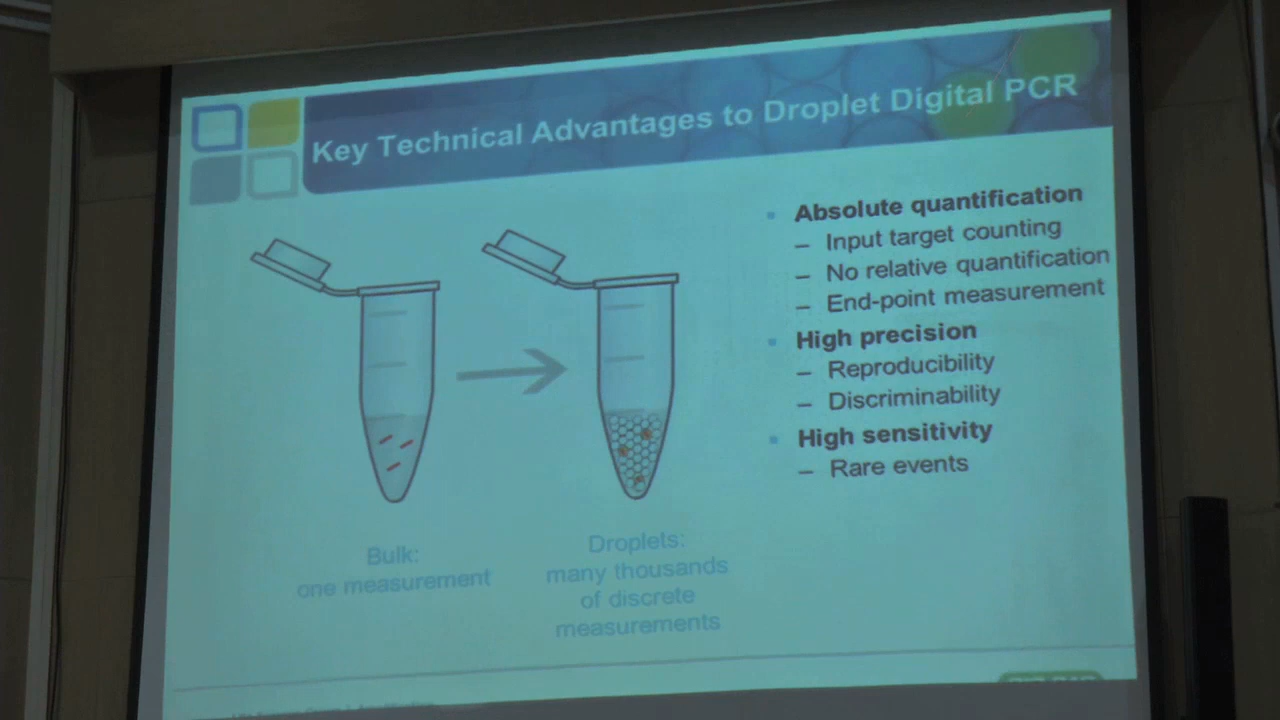 Key Technical Advantages to Droplet Digital PCR
Absolute quantification
– Input target counting
– No relative quantification
– End-point measurement
High precision
– Reproducibility
– Discriminability
High sensitivity
– Rare events
Bulk:
one measurement
Droplets:
many thousands
of discrete
measurements